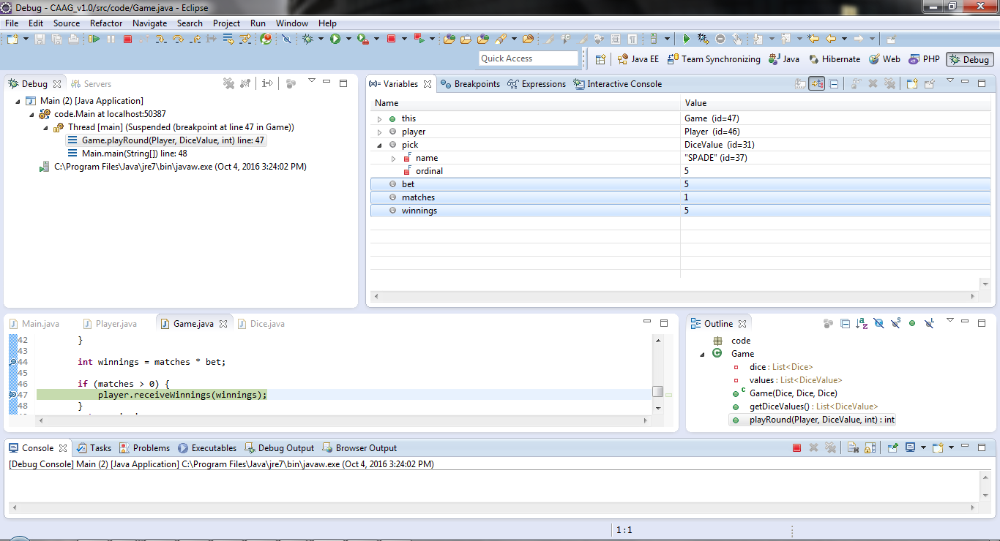 Debug - CAAG_v1.0/src/code/Game.java - Eclipse
File Edit Source Refactor Navigate Search Project Run Window Help
Quick Access Java EE Team Synchronizing Java Hibernate Web PHP Debug
Debug Servers
Main (2) [Java Application]
code.Main at localhost:50387
Thread [main] (Suspended (breakpoint at line 47 in Game))
Game.playRound(Player, DiceValue, int) line: 47
Main.main(String[]) line: 48
C:\Program Files\Java\jre7\bin\javaw.exe (Oct 4, 2016 3:24:02 PM)
(x)= Variables Breakpoints Expressions Interactive Console
Name Value
this Game (id=47)
player Player (id=46)
pick DiceValue (id=31)
name "SPADE" (id=37)
ordinal 5
bet 5
matches 1
winnings 5
Main.java Player.java Game.java Dice.java
42 }
43
44 int winnings = matches * bet;
45
46 if (matches > 0) {
47 player.receiveWinnings(winnings);
48 }
Outline
code
Game
dice : List<Dice>
values : List<DiceValue>
Game(Dice, Dice, Dice)
getDiceValues() : List<DiceValue>
playRound(Player, DiceValue, int) : int
Console Tasks Problems Executables Debug Output Browser Output
[Debug Console] Main (2) [Java Application] C:\Program Files\Java\jre7\bin\javaw.exe (Oct 4, 2016 3:24:02 PM)
1:1